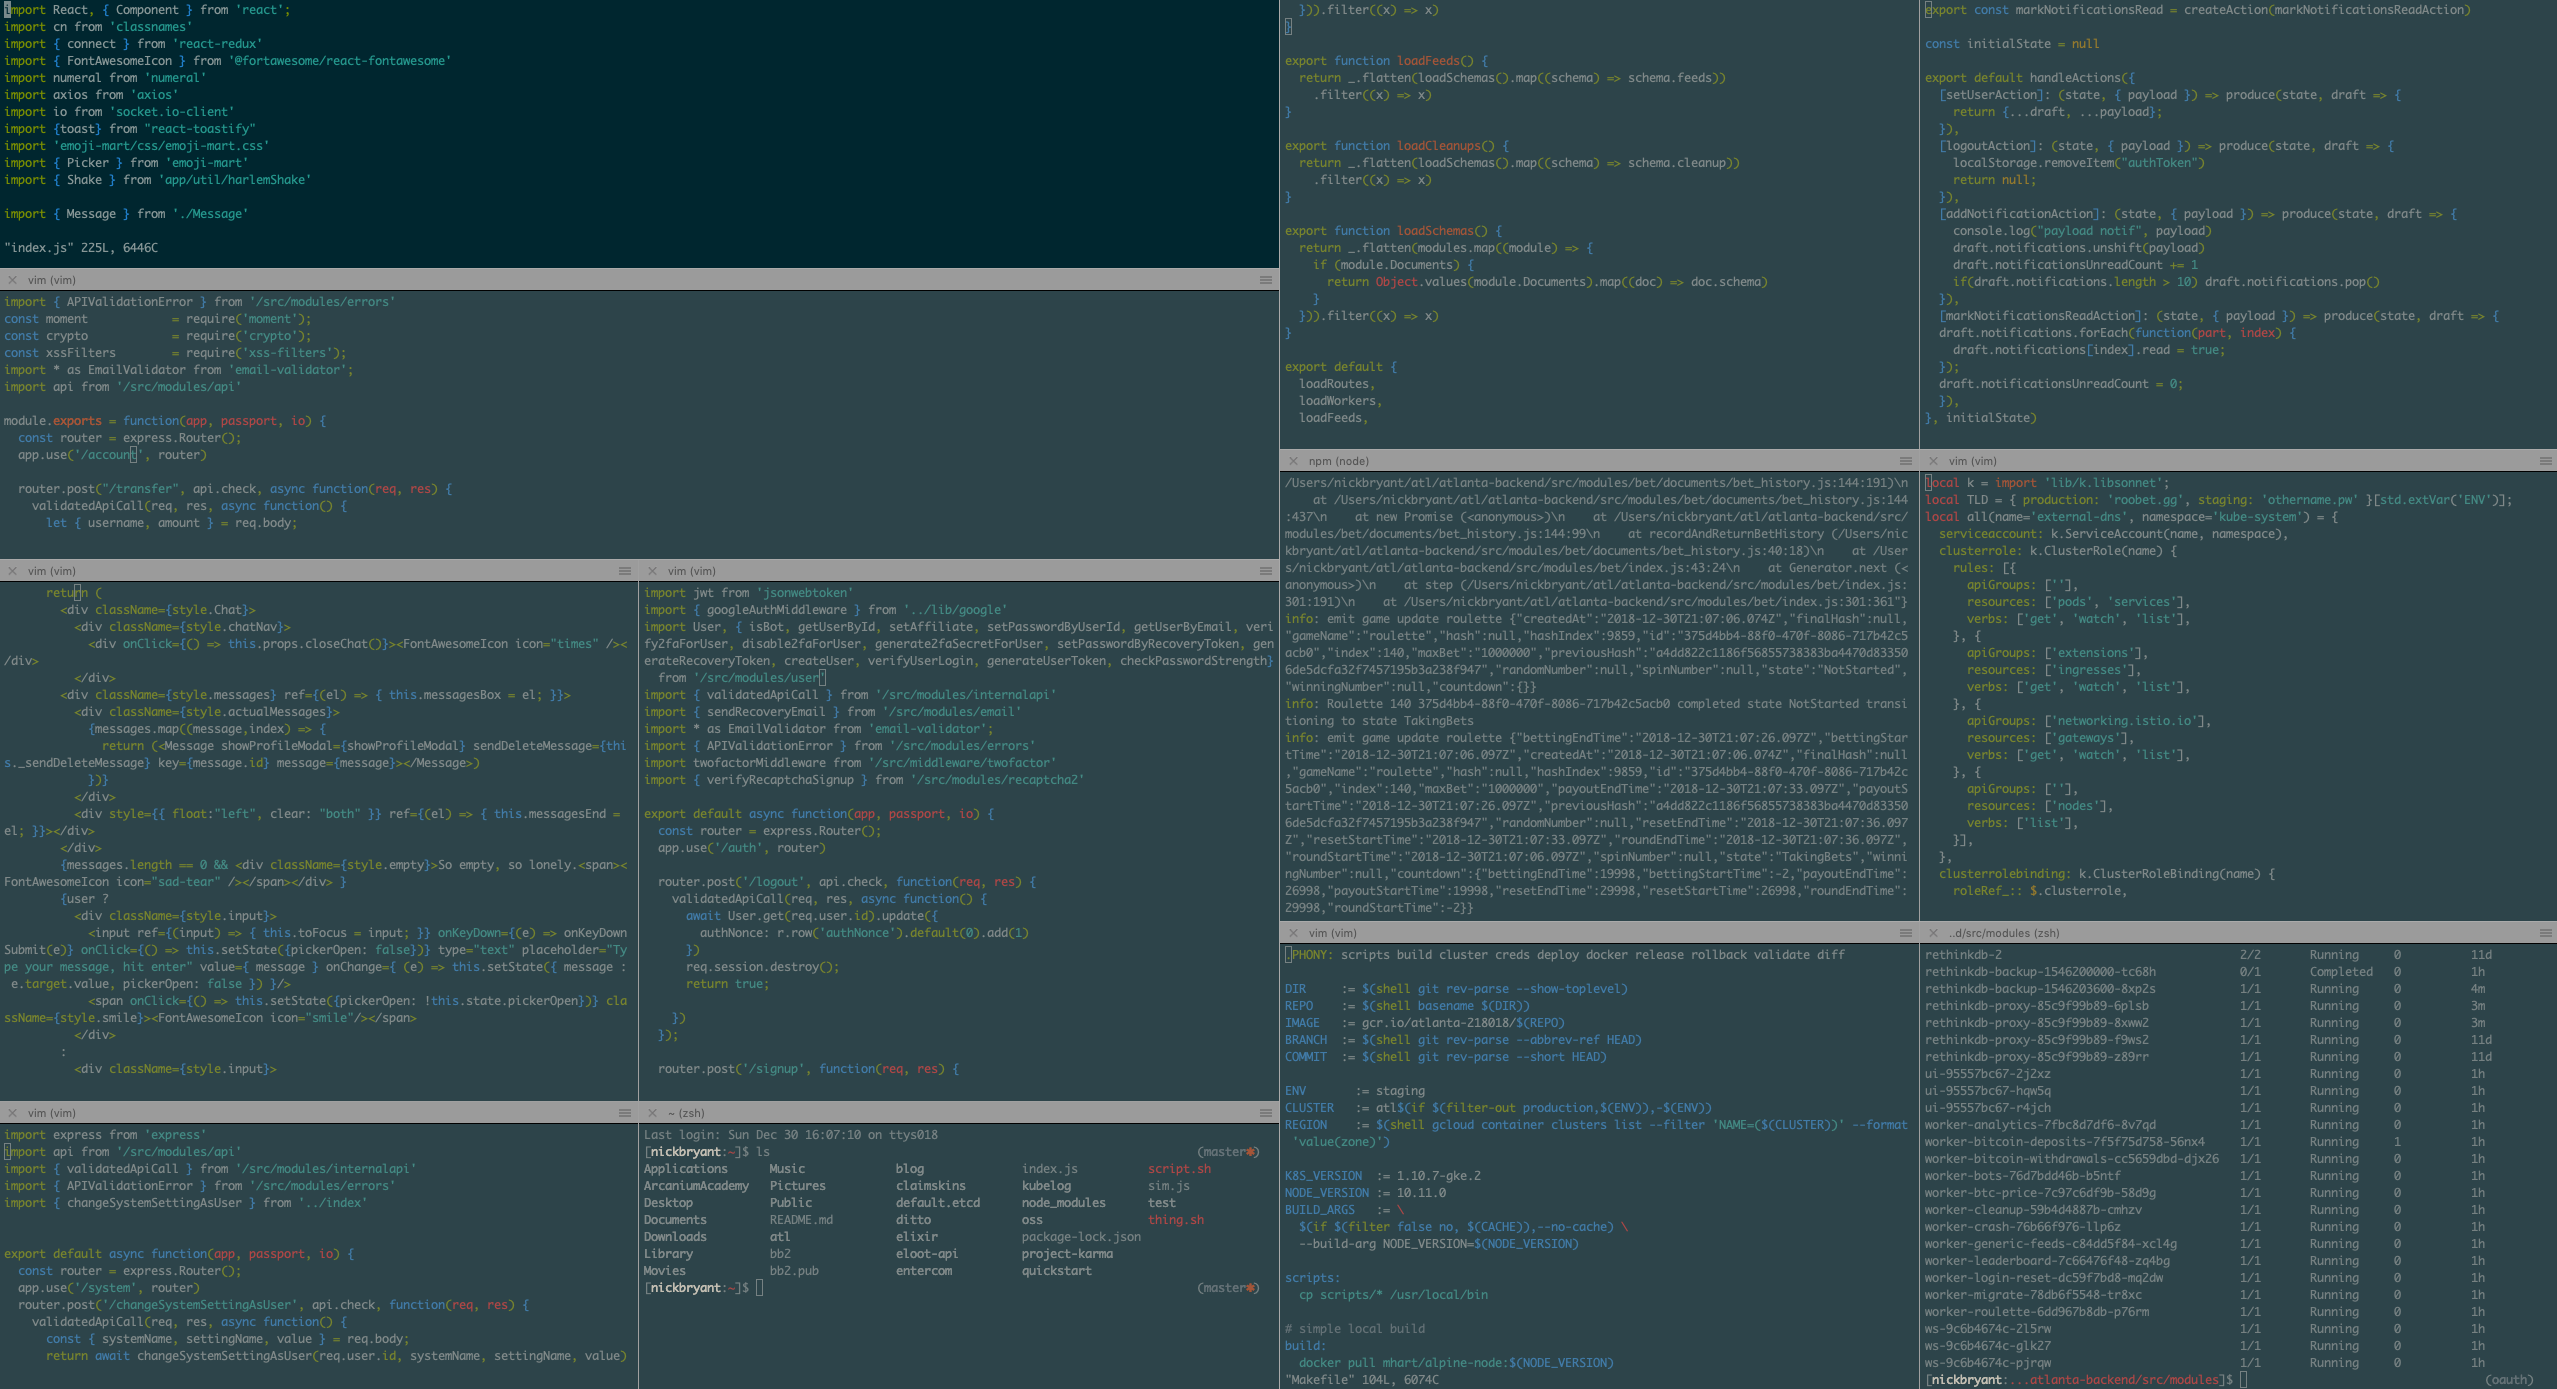 import React, { Component } from 'react';
import cn from 'classnames'
import { connect } from 'react-redux'
import { FontAwesomeIcon } from '@fortawesome/react-fontawesome'
import numeral from 'numeral'
import axios from 'axios'
import io from 'socket.io-client'
import {toast} from "react-toastify"
import 'emoji-mart/css/emoji-mart.css'
import { Picker } from 'emoji-mart'
import { Shake } from 'app/util/harlemShake'
import { Message } from './Message'
"index.js" 225L, 6446C
vim (vim)
import { APIValidationError } from '/src/modules/errors'
const moment            = require('moment');
const crypto            = require('crypto');
const xssFilters        = require('xss-filters');
import * as EmailValidator from 'email-validator';
import api from '/src/modules/api'
module.exports = function(app, passport, io) {
  const router = express.Router();
  app.use('/account', router)
  router.post("/transfer", api.check, async function(req, res) {
    validatedApiCall(req, res, async function() {
      let { username, amount } = req.body;
vim (vim)
      return (
        <div className={style.Chat}>
          <div className={style.chatNav}>
            <div onClick={() => this.props.closeChat()}><FontAwesomeIcon icon="times" /><
/div>
          </div>
        <div className={style.messages} ref={(el) => { this.messagesBox = el; }}>
          <div className={style.actualMessages}>
            {messages.map((message,index) => {
              return (<Message showProfileModal={showProfileModal} sendDeleteMessage={thi
s._sendDeleteMessage} key={message.id} message={message}></Message>)
            })}
          </div>
          <div style={{ float:"left", clear: "both" }} ref={(el) => { this.messagesEnd =
el; }}></div>
        </div>
        {messages.length == 0 && <div className={style.empty}>So empty, so lonely.<span><
FontAwesomeIcon icon="sad-tear" /></span></div> }
        {user ?
          <div className={style.input}>
            <input ref={(input) => { this.toFocus = input; }} onKeyDown={(e) => onKeyDown
Submit(e)} onClick={() => this.setState({pickerOpen: false})} type="text" placeholder="Ty
pe your message, hit enter" value={ message } onChange={ (e) => this.setState({ message :
 e.target.value, pickerOpen: false }) }/>
            <span onClick={() => this.setState({pickerOpen: !this.state.pickerOpen})} cla
ssName={style.smile}><FontAwesomeIcon icon="smile"/></span>
          </div>
        :
          <div className={style.input}>
vim (vim)
import jwt from 'jsonwebtoken'
import { googleAuthMiddleware } from '../lib/google'
import User, { isBot, getUserById, setAffiliate, setPasswordByUserId, getUserByEmail, veri
fy2faForUser, disable2faForUser, generate2faSecretForUser, setPasswordByRecoveryToken, gen
erateRecoveryToken, createUser, verifyUserLogin, generateUserToken, checkPasswordStrength}
  from '/src/modules/user'
import { validatedApiCall } from '/src/modules/internalapi'
import { sendRecoveryEmail } from '/src/modules/email'
import * as EmailValidator from 'email-validator';
import { APIValidationError } from '/src/modules/errors'
import twofactorMiddleware from '/src/middleware/twofactor'
import { verifyRecaptchaSignup } from '/src/modules/recaptcha2'
export default async function(app, passport, io) {
  const router = express.Router();
  app.use('/auth', router)
  router.post('/logout', api.check, function(req, res) {
    validatedApiCall(req, res, async function() {
      await User.get(req.user.id).update({
        authNonce: r.row('authNonce').default(0).add(1)
      })
      req.session.destroy();
      return true;
    })
  });
  router.post('/signup', function(req, res) {
vim (vim)
import express from 'express'
import api from '/src/modules/api'
import { validatedApiCall } from '/src/modules/internalapi'
import { APIValidationError } from '/src/modules/errors'
import { changeSystemSettingAsUser } from '../index'
export default async function(app, passport, io) {
  const router = express.Router();
  app.use('/system', router)
  router.post('/changeSystemSettingAsUser', api.check, function(req, res) {
    validatedApiCall(req, res, async function() {
      const { systemName, settingName, value } = req.body;
      return await changeSystemSettingAsUser(req.user.id, systemName, settingName, value)
~ (zsh)
Last login: Sun Dec 30 16:07:10 on ttys018
[nickbryant:~]$ ls (master✱)
Applications      Music             blog              index.js          script.sh
ArcaniumAcademy   Pictures          claimskins        kubelog           sim.js
Desktop           Public            default.etcd      node_modules      test
Documents         README.md         ditto             oss               thing.sh
Downloads         atl               elixir            package-lock.json
Library           bb2               eloot-api         project-karma
Movies            bb2.pub           entercom          quickstart
[nickbryant:~]$ (master✱)
  })).filter((x) => x)
}
export function loadFeeds() {
  return _.flatten(loadSchemas().map((schema) => schema.feeds))
    .filter((x) => x)
}
export function loadCleanups() {
  return _.flatten(loadSchemas().map((schema) => schema.cleanup))
    .filter((x) => x)
}
export function loadSchemas() {
  return _.flatten(modules.map((module) => {
    if (module.Documents) {
      return Object.values(module.Documents).map((doc) => doc.schema)
    }
  })).filter((x) => x)
}
export default {
  loadRoutes,
  loadWorkers,
  loadFeeds,
npm (node)
/Users/nickbryant/atl/atlanta-backend/src/modules/bet/documents/bet_history.js:144:191)\n
   at /Users/nickbryant/atl/atlanta-backend/src/modules/bet/documents/bet_history.js:144
:437\n    at new Promise (<anonymous>)\n    at /Users/nickbryant/atl/atlanta-backend/src/
modules/bet/documents/bet_history.js:144:99\n    at recordAndReturnBetHistory (/Users/nic
kbryant/atl/atlanta-backend/src/modules/bet/documents/bet_history.js:40:18)\n    at /User
s/nickbryant/atl/atlanta-backend/src/modules/bet/index.js:43:24\n    at Generator.next (<
anonymous>)\n    at step (/Users/nickbryant/atl/atlanta-backend/src/modules/bet/index.js:
301:191)\n    at /Users/nickbryant/atl/atlanta-backend/src/modules/bet/index.js:301:361"}
info: emit game update roulette {"createdAt":"2018-12-30T21:07:06.074Z","finalHash":null,
"gameName":"roulette","hash":null,"hashIndex":9859,"id":"375d4bb4-88f0-470f-8086-717b42c5
acb0","index":140,"maxBet":"1000000","previousHash":"a4dd822c1186f56855738383ba4470d83350
6de5dcfa32f7457195b3a238f947","randomNumber":null,"spinNumber":null,"state":"NotStarted",
"winningNumber":null,"countdown":{}}
info: Roulette 140 375d4bb4-88f0-470f-8086-717b42c5acb0 completed state NotStarted transi
tioning to state TakingBets
info: emit game update roulette {"bettingEndTime":"2018-12-30T21:07:26.097Z","bettingStar
tTime":"2018-12-30T21:07:06.097Z","createdAt":"2018-12-30T21:07:06.074Z","finalHash":null
,"gameName":"roulette","hash":null,"hashIndex":9859,"id":"375d4bb4-88f0-470f-8086-717b42c
5acb0","index":140,"maxBet":"1000000","payoutEndTime":"2018-12-30T21:07:33.097Z","payoutS
tartTime":"2018-12-30T21:07:26.097Z","previousHash":"a4dd822c1186f56855738383ba4470d83350
6de5dcfa32f7457195b3a238f947","randomNumber":null,"resetEndTime":"2018-12-30T21:07:36.097
Z","resetStartTime":"2018-12-30T21:07:33.097Z","roundEndTime":"2018-12-30T21:07:36.097Z",
"roundStartTime":"2018-12-30T21:07:06.097Z","spinNumber":null,"state":"TakingBets","winni
ngNumber":null,"countdown":{"bettingEndTime":19998,"bettingStartTime":-2,"payoutEndTime":
26998,"payoutStartTime":19998,"resetEndTime":29998,"resetStartTime":26998,"roundEndTime":
29998,"roundStartTime":-2}}
vim (vim)
.PHONY: scripts build cluster creds deploy docker release rollback validate diff
DIR     := $(shell git rev-parse --show-toplevel)
REPO    := $(shell basename $(DIR))
IMAGE   := gcr.io/atlanta-218018/$(REPO)
BRANCH  := $(shell git rev-parse --abbrev-ref HEAD)
COMMIT  := $(shell git rev-parse --short HEAD)
ENV       := staging
CLUSTER   := atl$(if $(filter-out production,$(ENV)),-$(ENV))
REGION    := $(shell gcloud container clusters list --filter 'NAME=($(CLUSTER))' --format
 'value(zone)')
K8S_VERSION  := 1.10.7-gke.2
NODE_VERSION := 10.11.0
BUILD_ARGS   := \
  $(if $(filter false no, $(CACHE)),--no-cache) \
  --build-arg NODE_VERSION=$(NODE_VERSION)
scripts:
  cp scripts/* /usr/local/bin
# simple local build
build:
  docker pull mhart/alpine-node:$(NODE_VERSION)
"Makefile" 104L, 6074C
export const markNotificationsRead = createAction(markNotificationsReadAction)
const initialState = null
export default handleActions({
  [setUserAction]: (state, { payload }) => produce(state, draft => {
    return {...draft, ...payload};
  }),
  [logoutAction]: (state, { payload }) => produce(state, draft => {
    localStorage.removeItem("authToken")
    return null;
  }),
  [addNotificationAction]: (state, { payload }) => produce(state, draft => {
    console.log("payload notif", payload)
    draft.notifications.unshift(payload)
    draft.notificationsUnreadCount += 1
    if(draft.notifications.length > 10) draft.notifications.pop()
  }),
  [markNotificationsReadAction]: (state, { payload }) => produce(state, draft => {
  draft.notifications.forEach(function(part, index) {
    draft.notifications[index].read = true;
  });
  draft.notificationsUnreadCount = 0;
  }),
}, initialState)
vim (vim)
local k = import 'lib/k.libsonnet';
local TLD = { production: 'roobet.gg', staging: 'othername.pw' }[std.extVar('ENV')];
local all(name='external-dns', namespace='kube-system') = {
  serviceaccount: k.ServiceAccount(name, namespace),
  clusterrole: k.ClusterRole(name) {
    rules: [{
      apiGroups: [''],
      resources: ['pods', 'services'],
      verbs: ['get', 'watch', 'list'],
    }, {
      apiGroups: ['extensions'],
      resources: ['ingresses'],
      verbs: ['get', 'watch', 'list'],
    }, {
      apiGroups: ['networking.istio.io'],
      resources: ['gateways'],
      verbs: ['get', 'watch', 'list'],
    }, {
      apiGroups: [''],
      resources: ['nodes'],
      verbs: ['list'],
    }],
  },
  clusterrolebinding: k.ClusterRoleBinding(name) {
    roleRef_:: $.clusterrole,
..d/src/modules (zsh)
rethinkdb-2 2/2 Running 0 11d
rethinkdb-backup-1546200000-tc68h 0/1 Completed 0 1h
rethinkdb-backup-1546203600-8xp2s 1/1 Running 0 4m
rethinkdb-proxy-85c9f99b89-6plsb 1/1 Running 0 3m
rethinkdb-proxy-85c9f99b89-8xww2 1/1 Running 0 3m
rethinkdb-proxy-85c9f99b89-f9ws2 1/1 Running 0 11d
rethinkdb-proxy-85c9f99b89-z89rr 1/1 Running 0 11d
ui-95557bc67-2j2xz 1/1 Running 0 1h
ui-95557bc67-hqw5q 1/1 Running 0 1h
ui-95557bc67-r4jch 1/1 Running 0 1h
worker-analytics-7fbc8d7df6-8v7qd 1/1 Running 0 1h
worker-bitcoin-deposits-7f5f75d758-56nx4 1/1 Running 1 1h
worker-bitcoin-withdrawals-cc5659dbd-djx26 1/1 Running 0 1h
worker-bots-76d7bdd46b-b5ntf 1/1 Running 0 1h
worker-btc-price-7c97c6df9b-58d9g 1/1 Running 0 1h
worker-cleanup-59b4d4887b-cmhzv 1/1 Running 0 1h
worker-crash-76b66f976-llp6z 1/1 Running 0 1h
worker-generic-feeds-c84dd5f84-xcl4g 1/1 Running 0 1h
worker-leaderboard-7c66476f48-zq4bg 1/1 Running 0 1h
worker-login-reset-dc59f7bd8-mq2dw 1/1 Running 0 1h
worker-migrate-78db6f5548-tr8xc 1/1 Running 0 1h
worker-roulette-6dd967b8db-p76rm 1/1 Running 0 1h
ws-9c6b4674c-2l5rw 1/1 Running 0 1h
ws-9c6b4674c-glk27 1/1 Running 0 1h
ws-9c6b4674c-pjrqw 1/1 Running 0 1h
[nickbryant:...atlanta-backend/src/modules]$ (oauth)